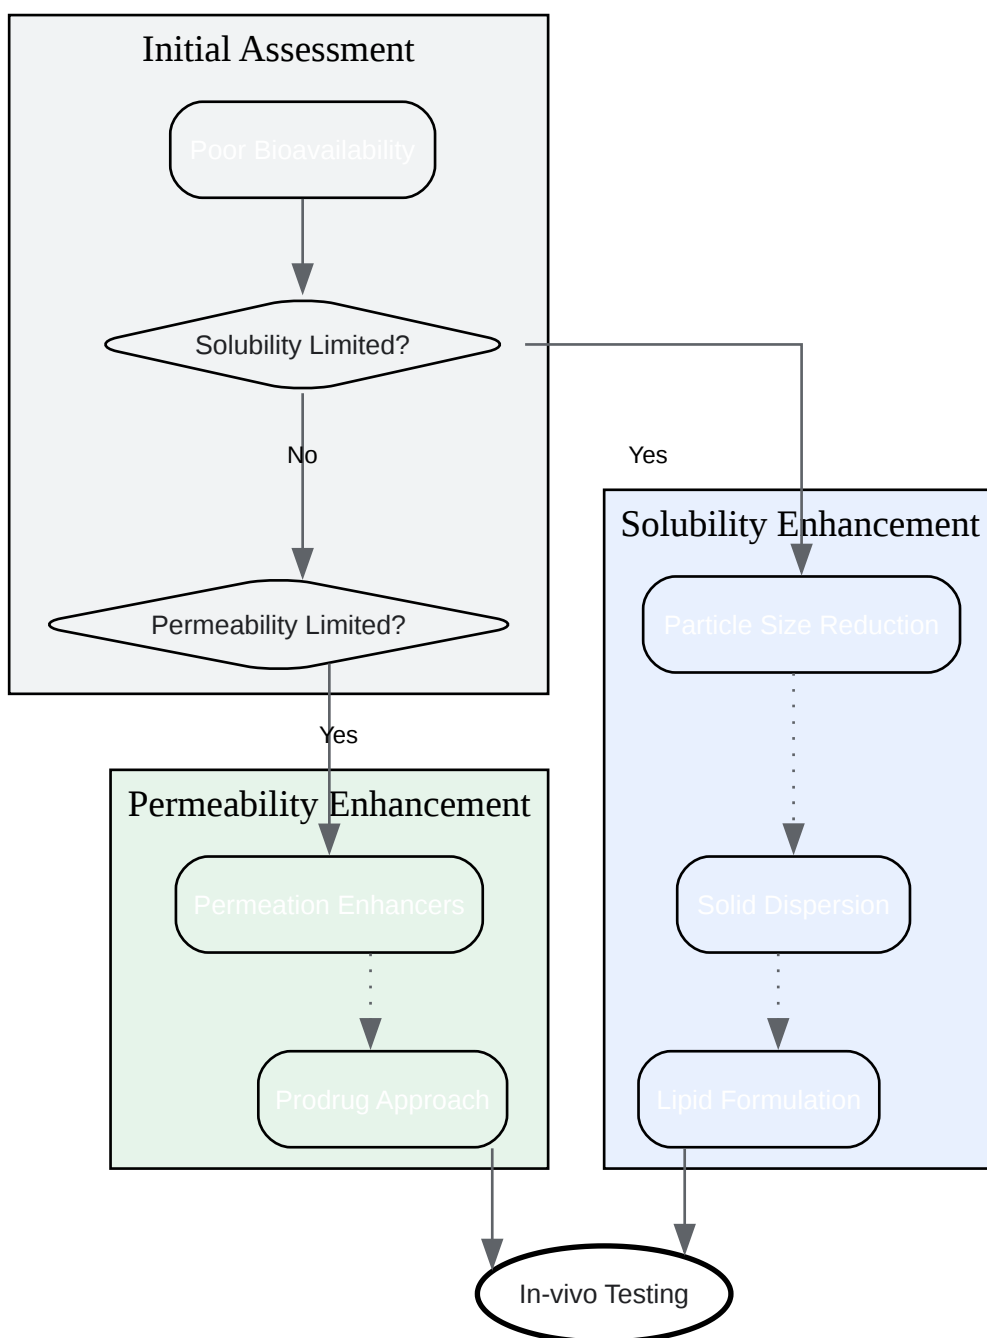 Initial Assessment
Poor Bioavailability
Solubility Limited?
No
Yes
Solubility Enhancement
Permeability Limited?
Particle Size Reduction
Yes
Permeability Enhancement
Permeation Enhancers
Solid Dispersion
Prodrug Approach
Lipid Formulation
In-vivo Testing